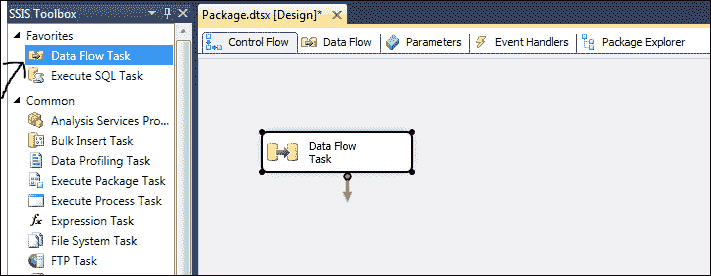 SSIS Toolbox
Favorites
Data Flow Task
Execute SQL Task
Common
Analysis Services Pro...
Bulk Insert Task
Data Profiling Task
Execute Package Task
Execute Process Task
Expression Task
File System Task
FTP Task
Package.dtsx [Design]*
Control Flow
Data Flow
Parameters
Event Handlers
Package Explorer
Data Flow
Task